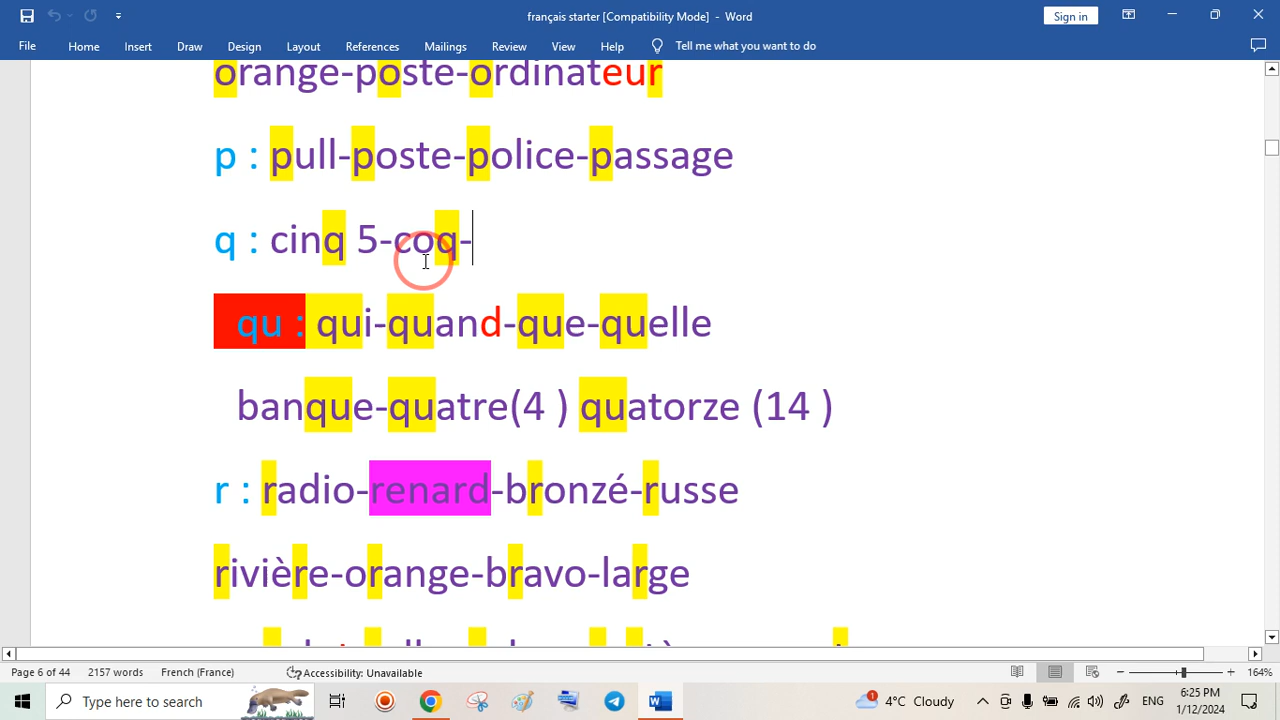 français starter [Compatibility Mode] - Word
Sign in
File Home Insert Draw Design Layout References Mailings Review View Help Tell me what you want to do
orange-poste-ordinateur
p : pull-poste-police-passage
q : cinq 5-coq-
qu : qui-quand-que-quelle
banque-quatre(4 ) quatorze (14 )
r : radio-renard-bronzé-russe
rivière-orange-bravo-large
Page 6 of 44 2157 words French (France) Accessibility: Unavailable 164%
Type here to search 1 4°C Cloudy ENG 6:25 PM
1/12/2024